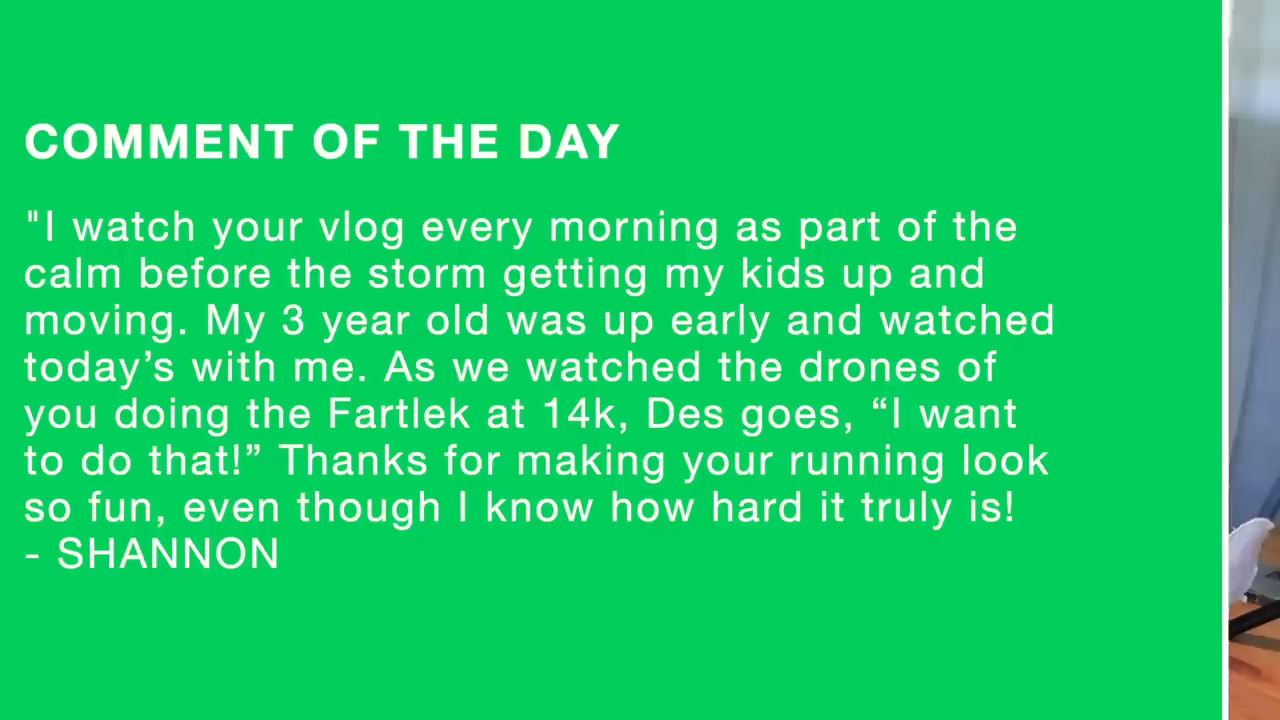 COMMENT OF THE DAY
"I watch your vlog every morning as part of the
calm before the storm getting my kids up and
moving. My 3 year old was up early and watched
today’s with me. As we watched the drones of
you doing the Fartlek at 14k, Des goes, “I want
to do that!” Thanks for making your running look
so fun, even though I know how hard it truly is!
- SHANNON